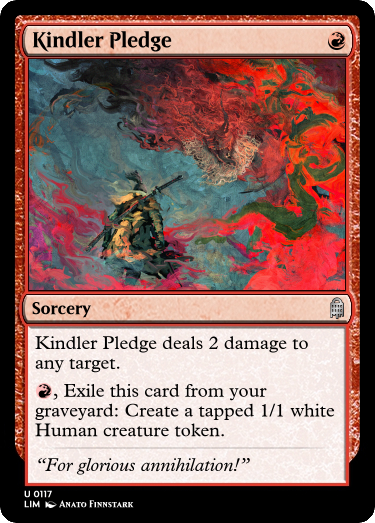 Kindler Pledge
Sorcery
Kindler Pledge deals 2 damage to
any target.
, Exile this card from your
graveyard: Create a tapped 1/1 white
Human creature token.
“For glorious annihilation!”
U 0117
LIM Anato Finnstark